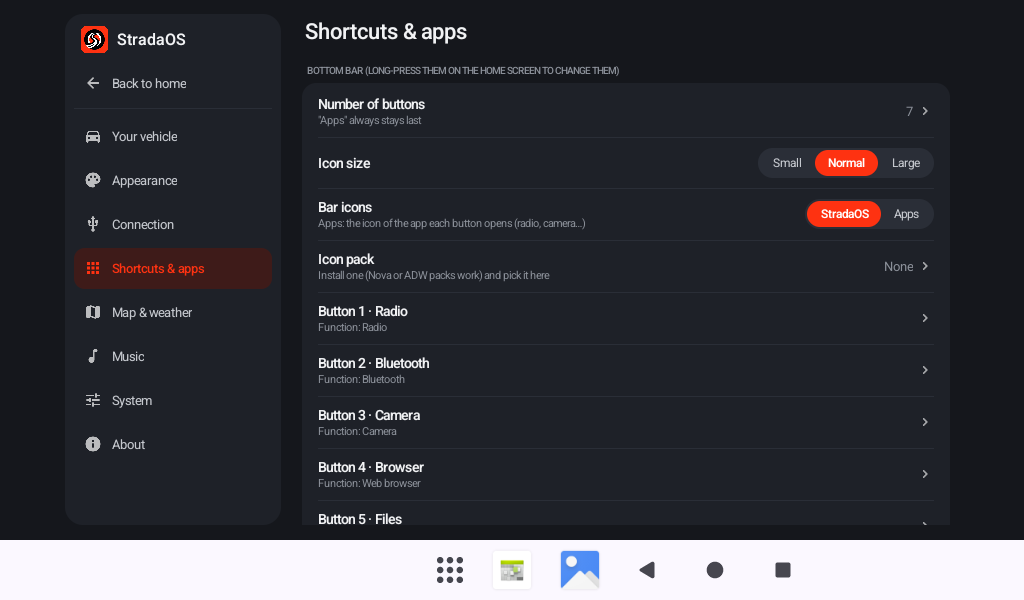 StradaOS
Back to home
Your vehicle
Appearance
Connection
Shortcuts & apps
Map & weather
Music
System
About
Shortcuts & apps
BOTTOM BAR (LONG-PRESS THEM ON THE HOME SCREEN TO CHANGE THEM)
Number of buttons
"Apps" always stays last
7
Icon size
Small Normal Large
Bar icons
Apps: the icon of the app each button opens (radio, camera...)
StradaOS Apps
Icon pack
Install one (Nova or ADW packs work) and pick it here
None
Button 1 · Radio
Function: Radio
Button 2 · Bluetooth
Function: Bluetooth
Button 3 · Camera
Function: Camera
Button 4 · Browser
Function: Web browser
Button 5 · Files